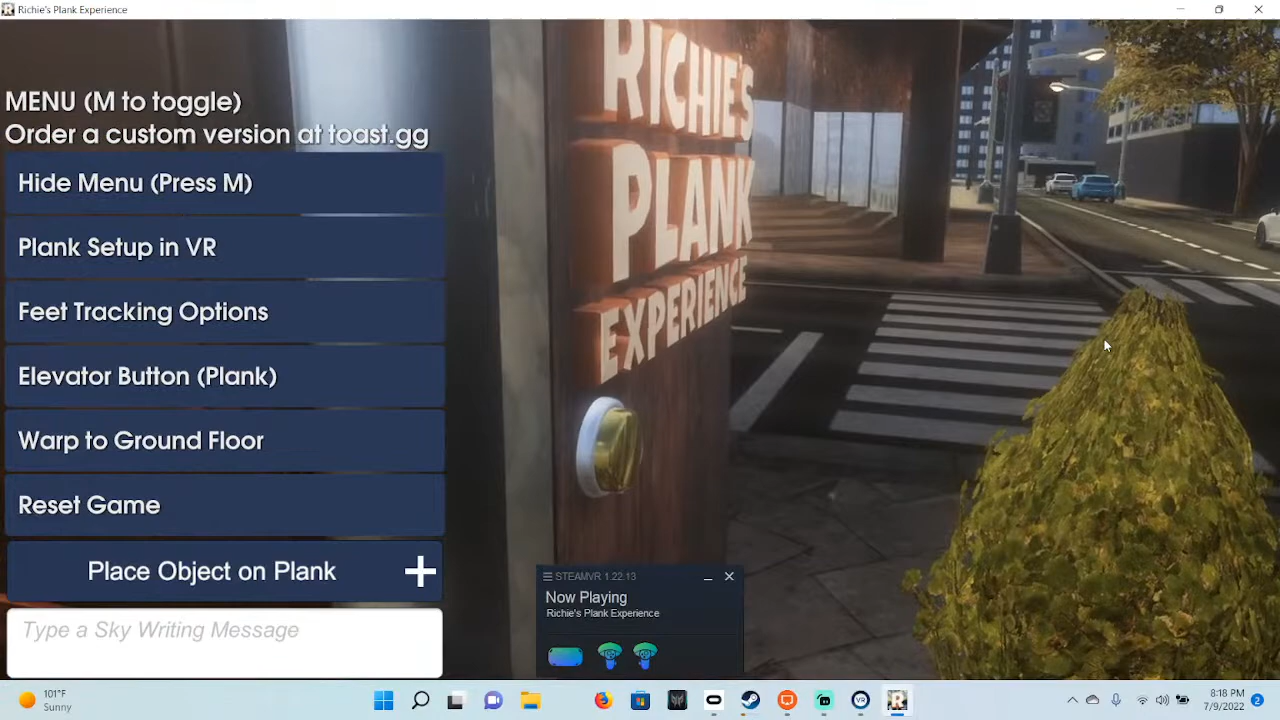 Richie's Plank Experience
RICHIE'S
PLANK
EXPERIENCE
MENU (M to toggle)
Order a custom version at toast.gg
Hide Menu (Press M)
Plank Setup in VR
Feet Tracking Options
Elevator Button (Plank)
Warp to Ground Floor
Reset Game
Place Object on Plank
Type a Sky Writing Message
STEAMVR 1.22.13
Now Playing
Richie's Plank Experience
101°F
Sunny
8:18 PM
7/9/2022
2